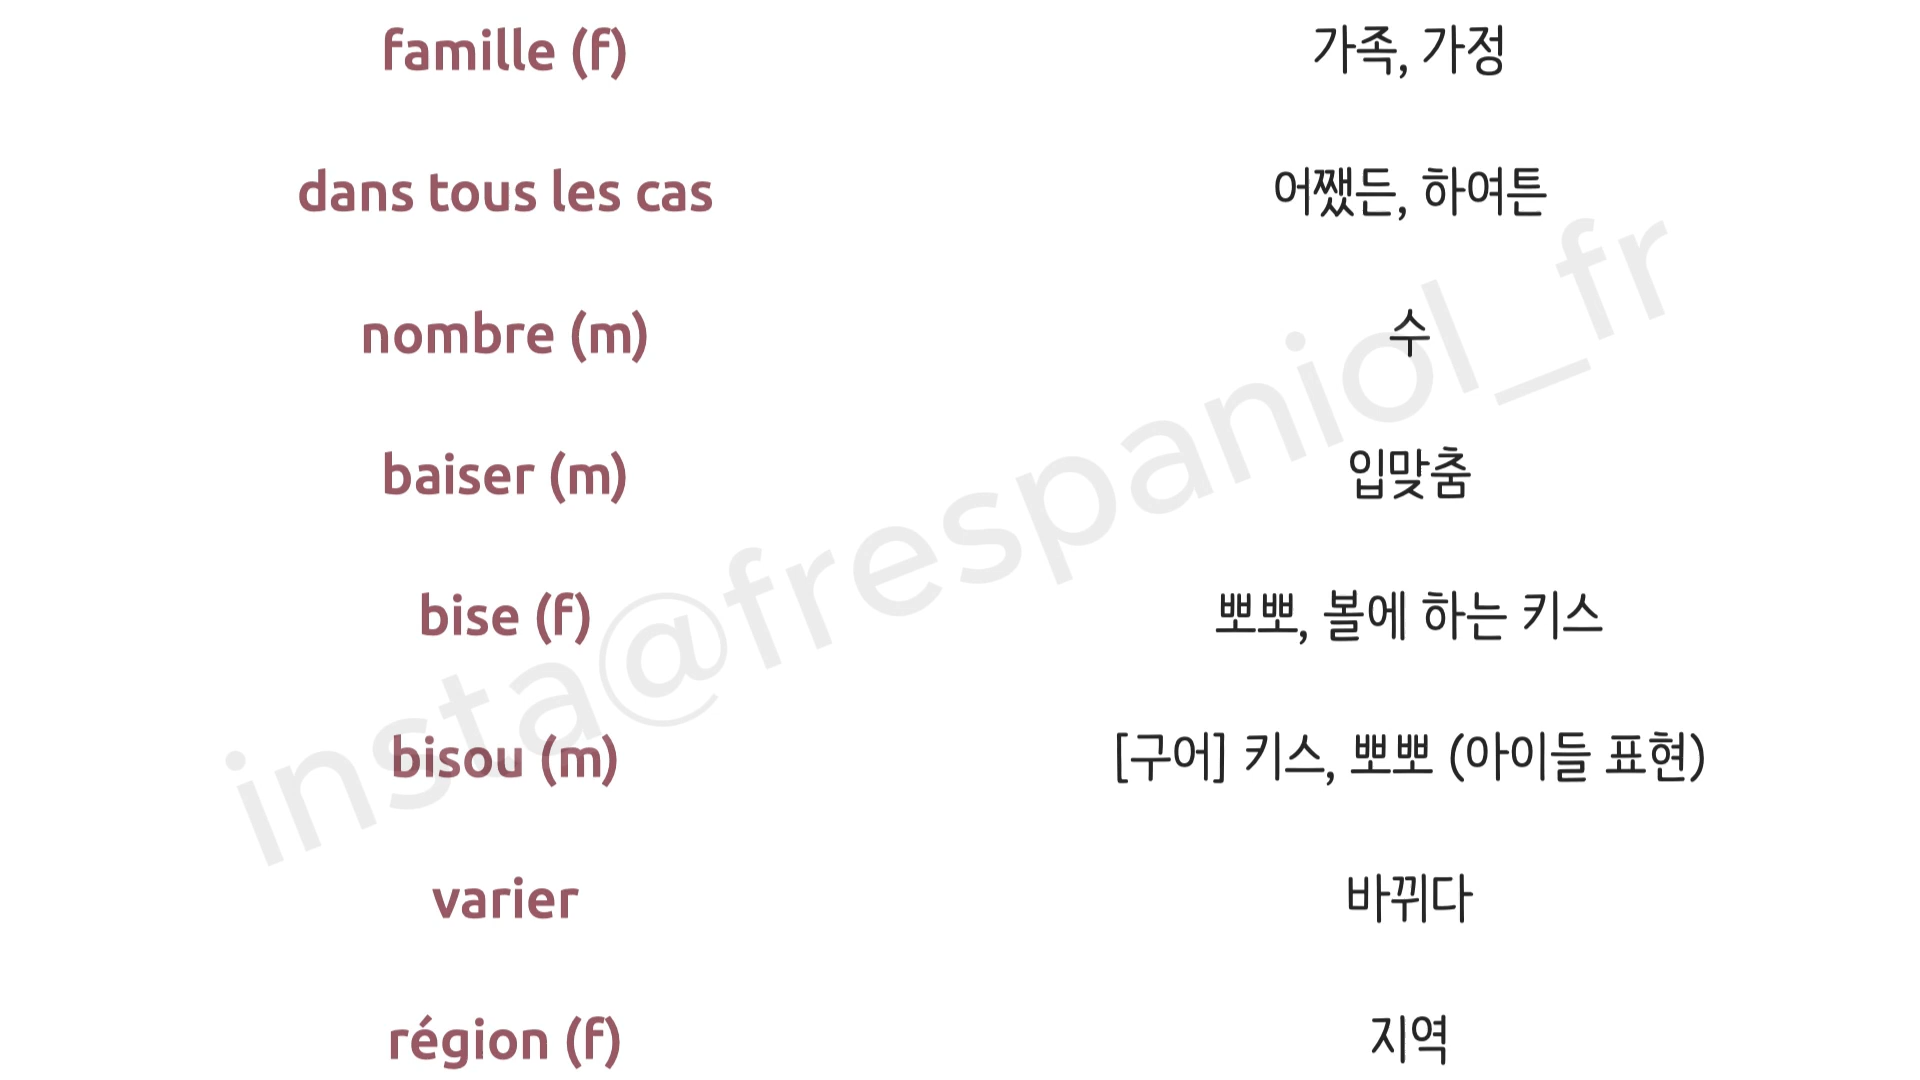 famille (f) 가족, 가정
dans tous les cas 어쨌든, 하여튼
nombre (m) 수
baiser (m) 입맞춤
bise (f) 뽀뽀, 볼에 하는 키스
bisou (m) [구어] 키스, 뽀뽀 (아이들 표현)
varier 바뀌다
région (f) 지역
insta@frespaniol_fr